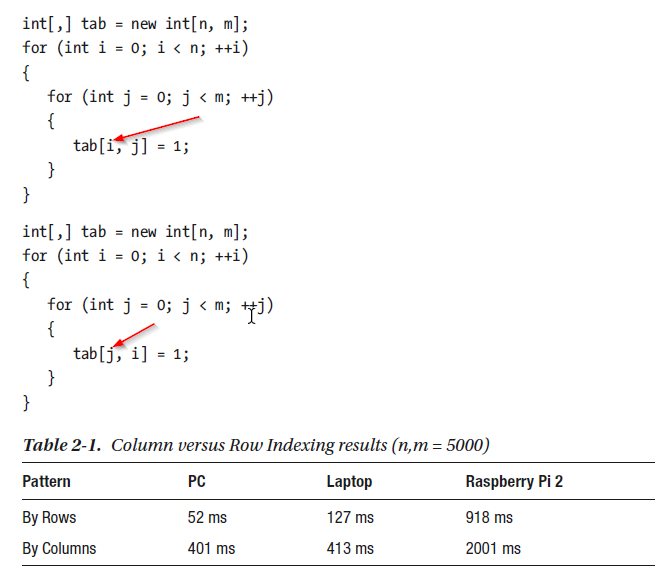 int[,] tab = new int[n, m];
for (int i = 0; i < n; ++i)
{
for (int j = 0; j < m; ++j)
{
tab[i, j] = 1;
}
}
int[,] tab = new int[n, m];
for (int i = 0; i < n; ++i)
{
for (int j = 0; j < m; ++j)
{
tab[j, i] = 1;
}
}
Table 2-1. Column versus Row Indexing results (n,m = 5000)
Pattern PC Laptop Raspberry Pi 2
By Rows 52 ms 127 ms 918 ms
By Columns 401 ms 413 ms 2001 ms